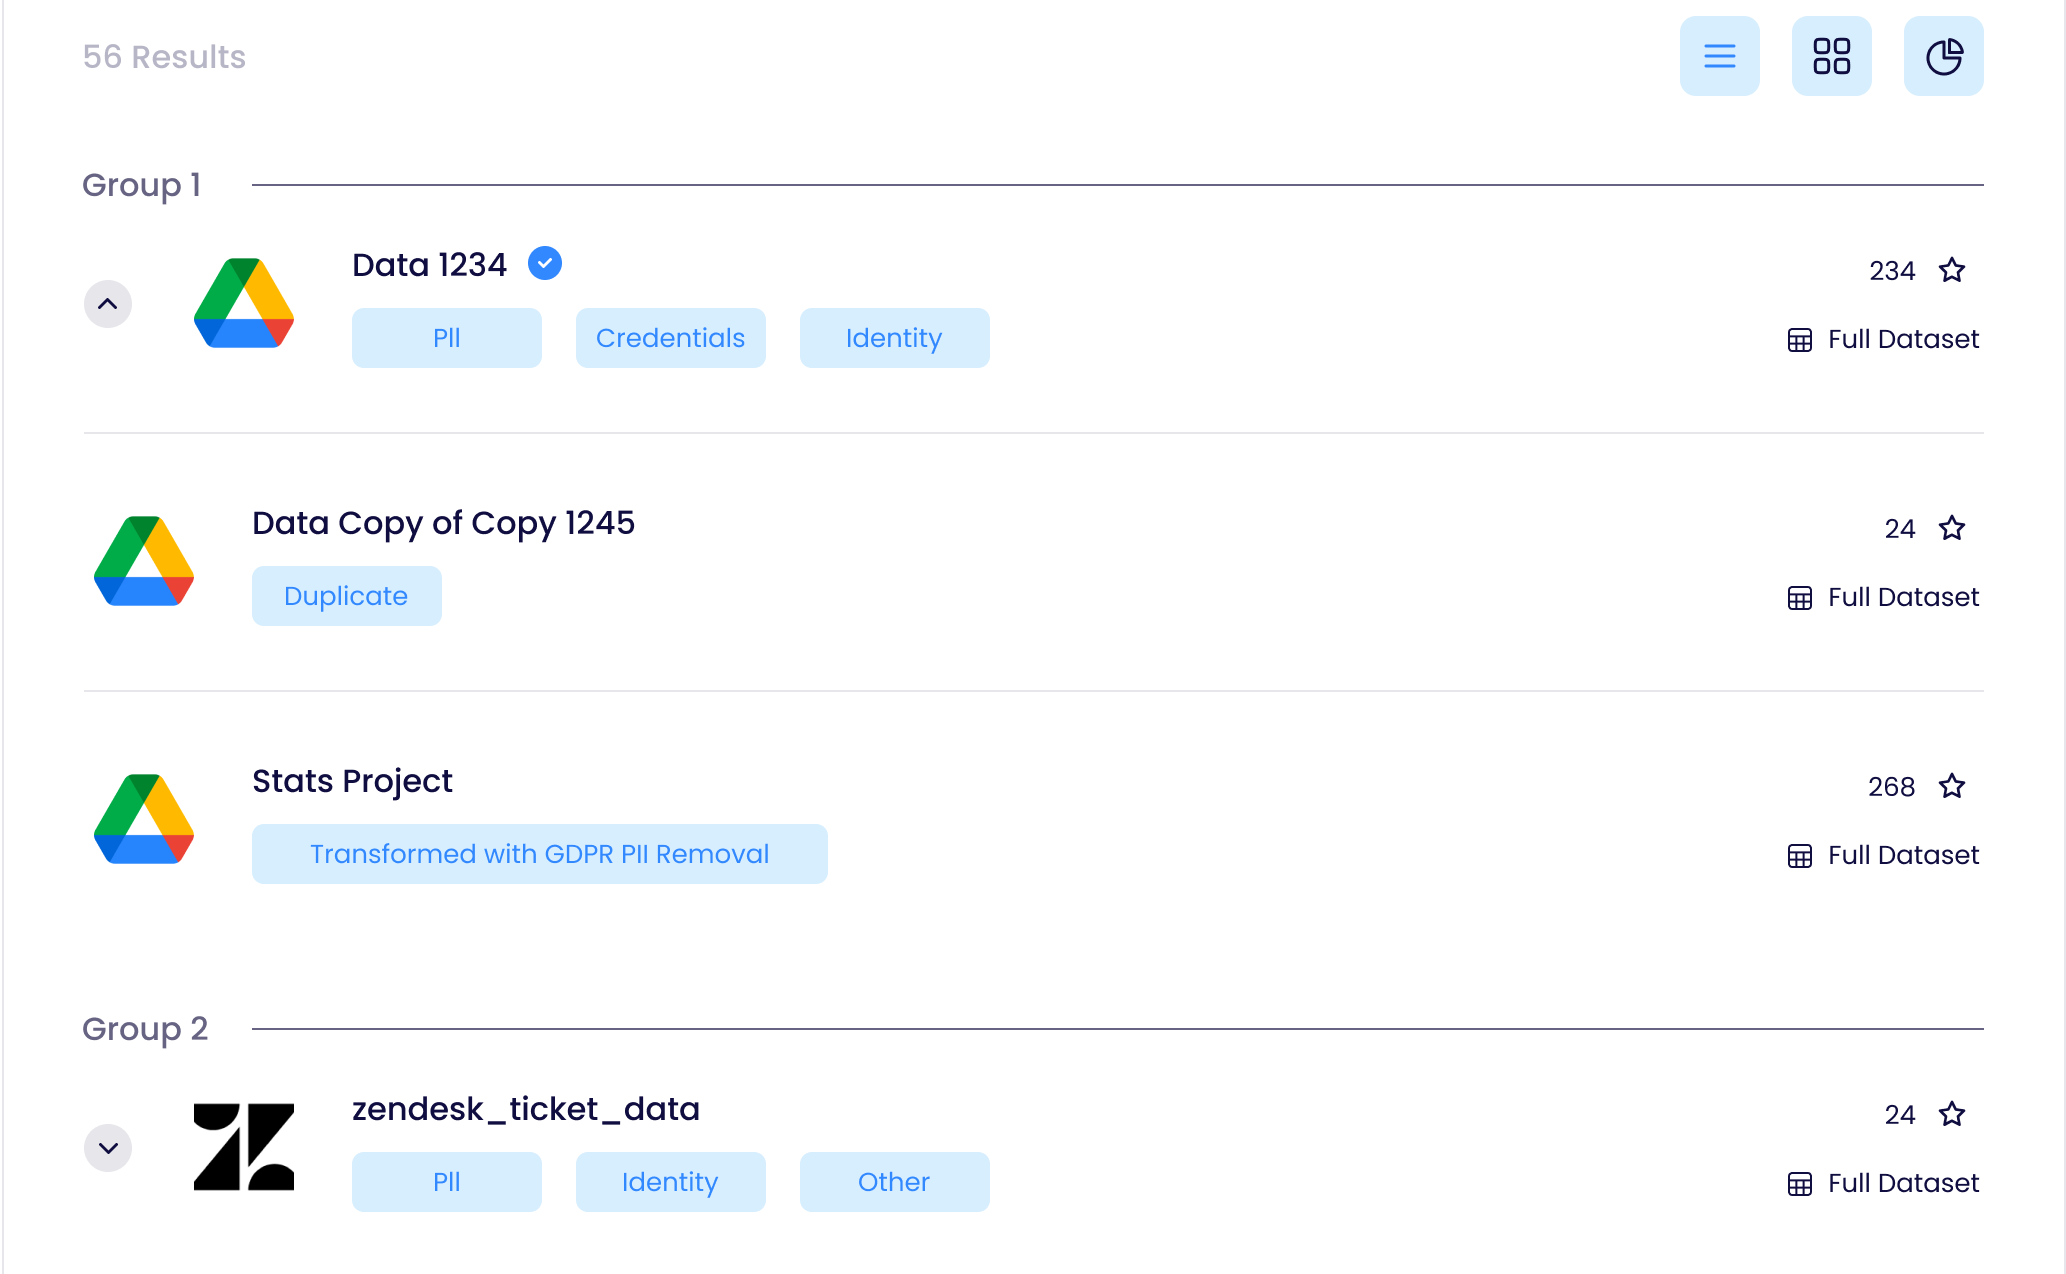 56 Results
Group 1
Data 1234
234
Pll
Credentials
Identity
Full Dataset
Data Copy of Copy 1245
24
Duplicate
Full Dataset
Stats Project
268
Transformed with GDPR PII Removal
Full Dataset
Group 2
zendesk_ticket_data
24
Pll
Identity
Other
Full Dataset